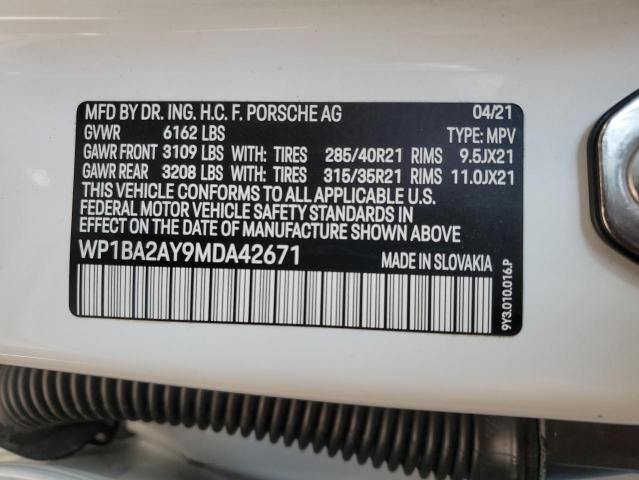 MFD BY DR. ING. H.C. F. PORSCHE AG 04/21
GVWR 6162 LBS TYPE: MPV
GAWR FRONT 3109 LBS WITH: TIRES 285/40R21 RIMS 9.5JX21
GAWR REAR 3208 LBS WITH: TIRES 315/35R21 RIMS 11.0JX21
THIS VEHICLE CONFORMS TO ALL APPLICABLE U.S.
FEDERAL MOTOR VEHICLE SAFETY STANDARDS IN
EFFECT ON THE DATE OF MANUFACTURE SHOWN ABOVE
WP1BA2AY9MDA42671 MADE IN SLOVAKIA
9Y3.010.016.P